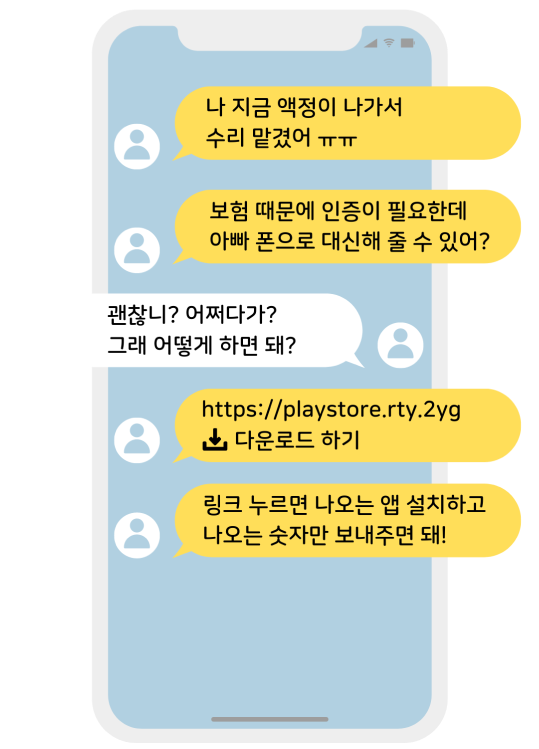 나 지금 액정이 나가서
수리 맡겼어 ㅠㅠ
보험 때문에 인증이 필요한데
아빠 폰으로 대신해 줄 수 있어?
괜찮니? 어쩌다가?
그래 어떻게 하면 돼?
https://playstore.rty.2yg
다운로드 하기
링크 누르면 나오는 앱 설치하고
나오는 숫자만 보내주면 돼!